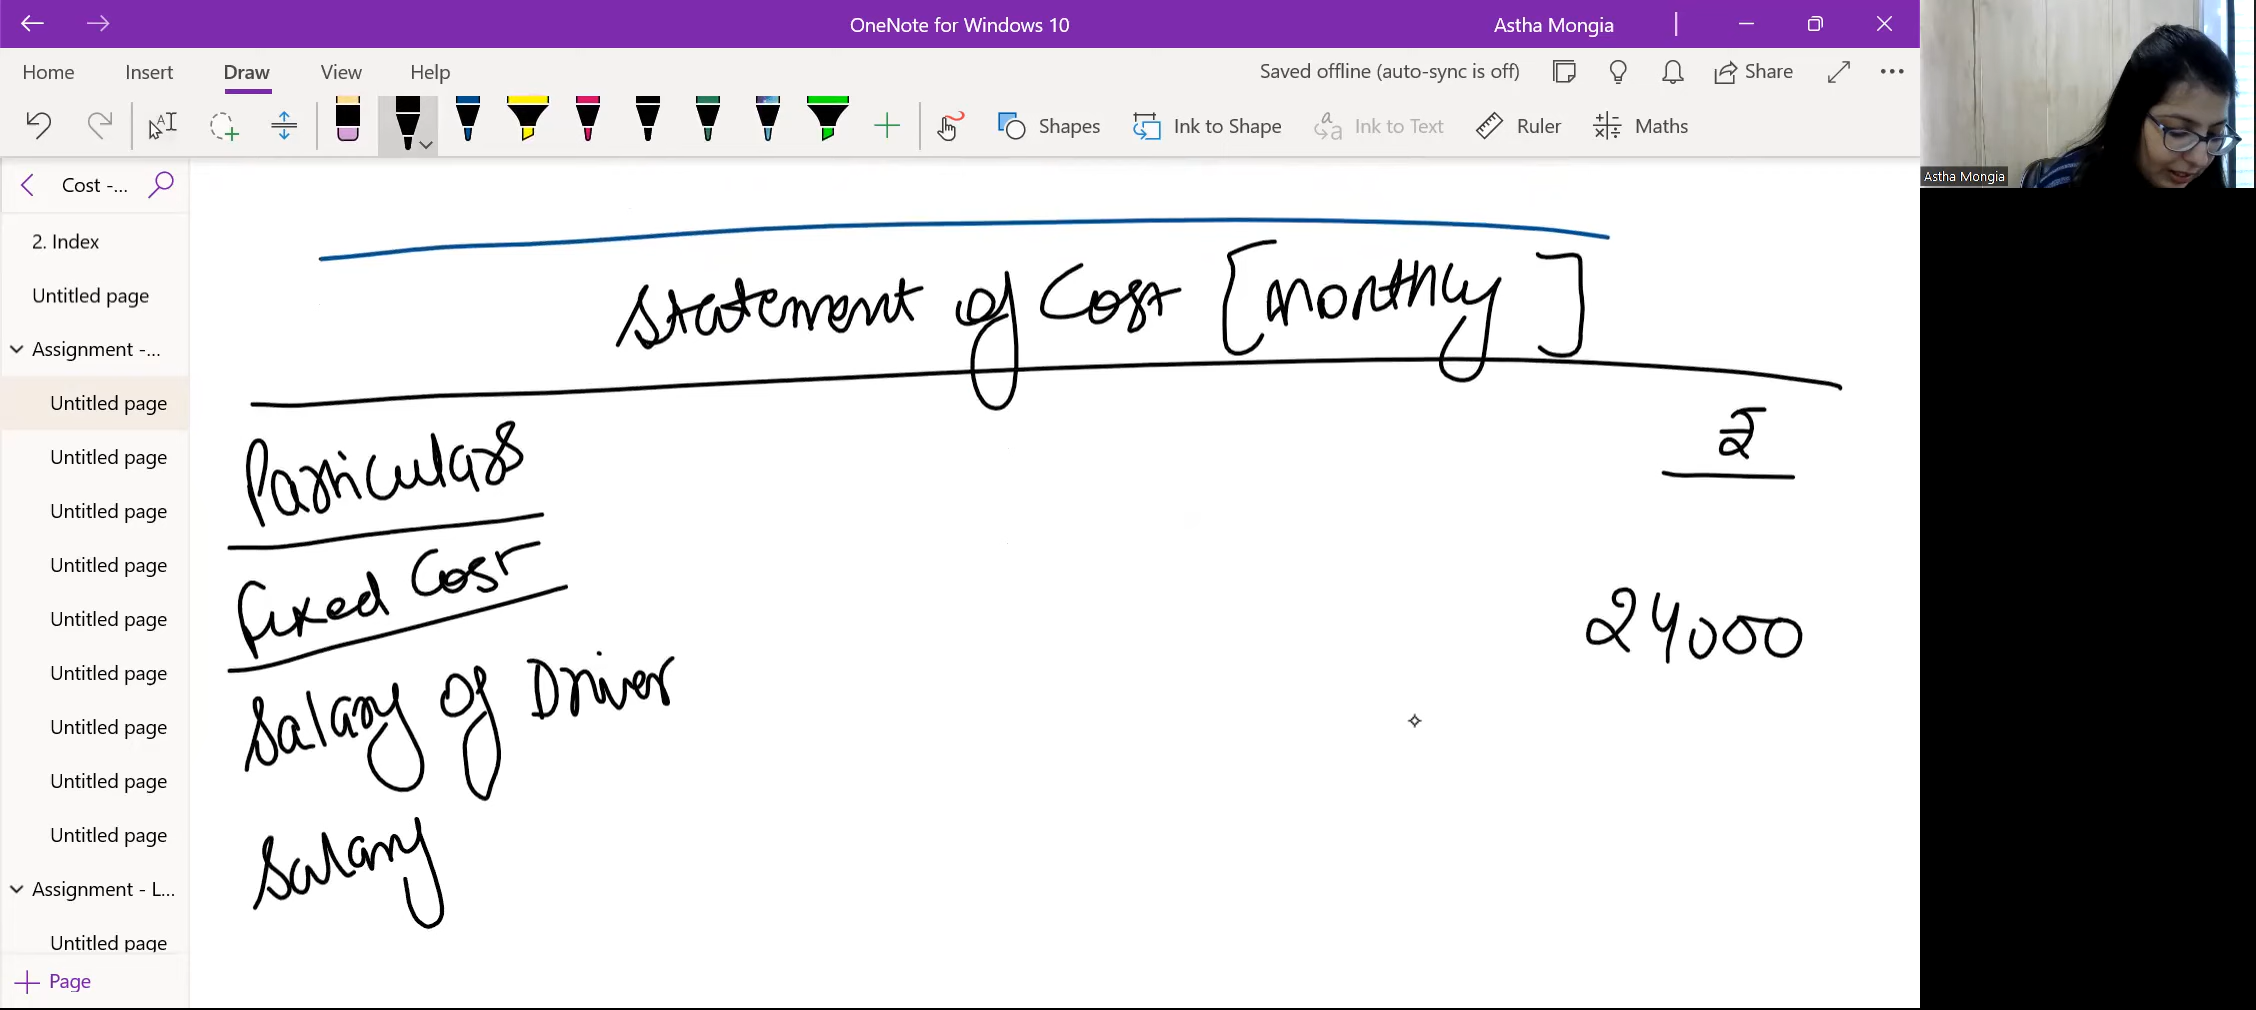 OneNote for Windows 10
Astha Mongia
Home Insert Draw View Help
Saved offline (auto-sync is off) Share
Shapes Ink to Shape Ink to Text Ruler Maths
Cost -...
2. Index
Untitled page
Assignment -...
Untitled page
Untitled page
Untitled page
Untitled page
Untitled page
Untitled page
Untitled page
Untitled page
Untitled page
Assignment - L...
Untitled page
Page
Statement of Cost [monthly]
Particulars ₹
Fixed Cost
Salary of Driver 24000
Salary
Astha Mongia